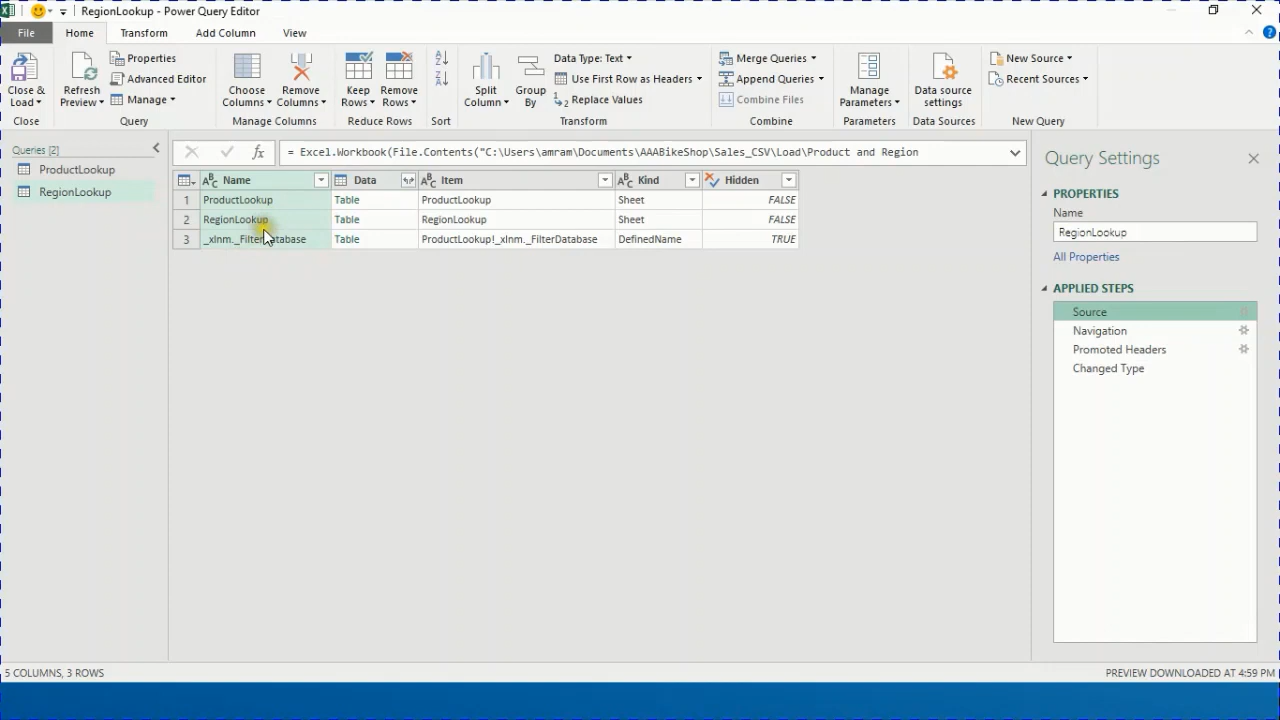 RegionLookup - Power Query Editor
File Home Transform Add Column View
Close & Load
Close
Refresh Preview
Properties
Advanced Editor
Manage
Query
Choose Columns
Remove Columns
Manage Columns
Keep Rows
Remove Rows
Reduce Rows
Sort
Split Column
Group By
Data Type: Text
Use First Row as Headers
Replace Values
Transform
Merge Queries
Append Queries
Combine Files
Combine
Manage Parameters
Parameters
Data source settings
Data Sources
New Source
Recent Sources
New Query
Queries [2]
ProductLookup
RegionLookup
= Excel.Workbook(File.Contents("C:\Users\amram\Documents\AAABikeShop\Sales_CSV\Load\Product and Region
Name Data Item Kind Hidden
1 ProductLookup Table ProductLookup Sheet FALSE
2 RegionLookup Table RegionLookup Sheet FALSE
3 _xlnm._FilterDatabase Table ProductLookup!_xlnm._FilterDatabase DefinedName TRUE
Query Settings
PROPERTIES
Name
RegionLookup
All Properties
APPLIED STEPS
Source
Navigation
Promoted Headers
Changed Type
5 COLUMNS, 3 ROWS
PREVIEW DOWNLOADED AT 4:59 PM